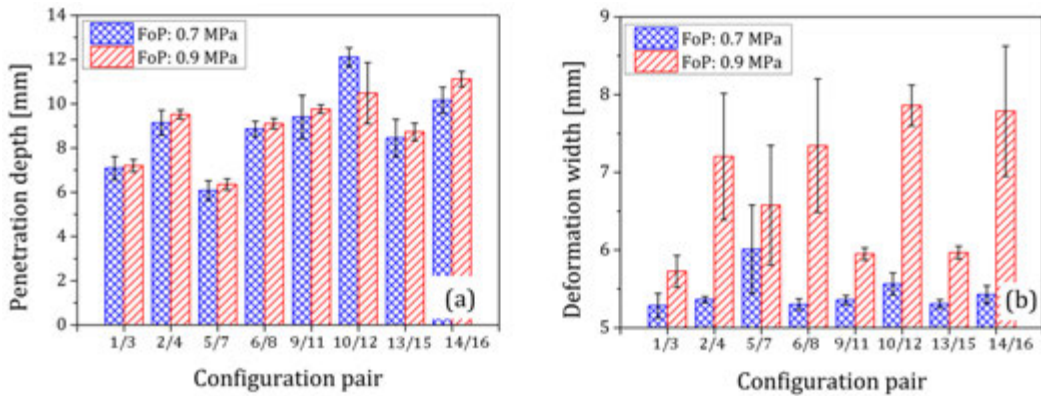 14
12
10
8
6
4
2
0
Penetration depth [mm]
FoP: 0.7 MPa
FoP: 0.9 MPa
(a)
1/3 2/4 5/7 6/8 9/11 10/12 13/15 14/16
Configuration pair
9
8
7
6
5
Deformation width [mm]
FoP: 0.7 MPa
FoP: 0.9 MPa
(b)
1/3 2/4 5/7 6/8 9/11 10/12 13/15 14/16
Configuration pair